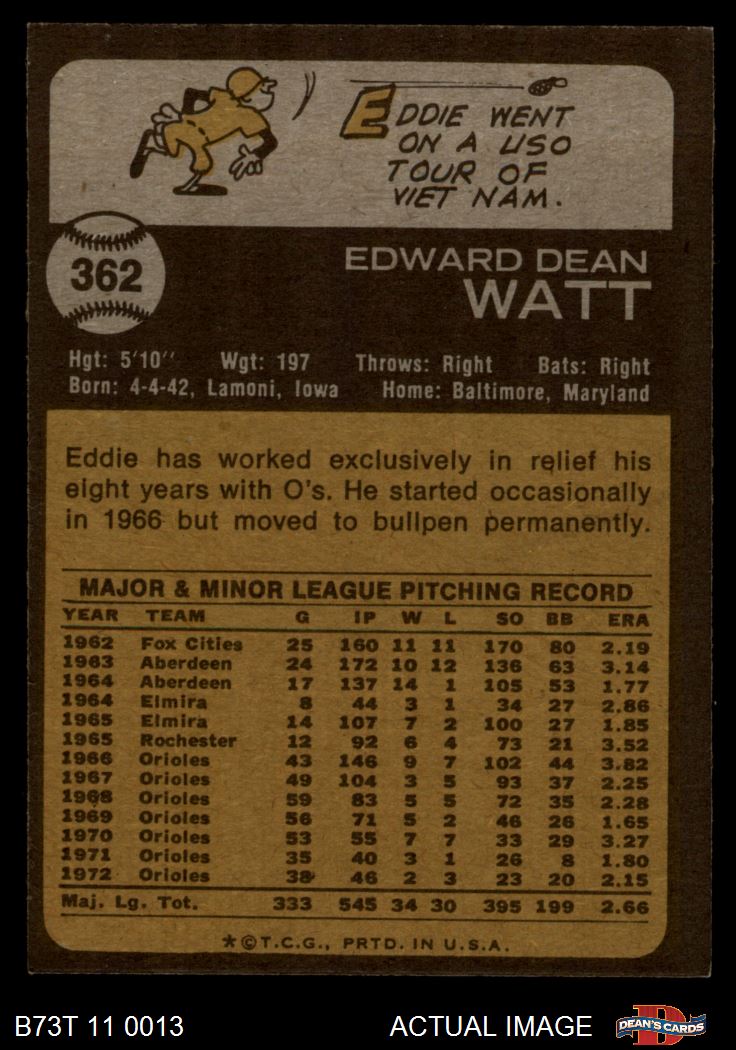 EDDIE WENT
ON A USO
TOUR OF
VIET NAM.
362
EDWARD DEAN
WATT
Hgt: 5'10" Wgt: 197 Throws: Right Bats: Right
Born: 4-4-42, Lamoni, Iowa Home: Baltimore, Maryland
Eddie has worked exclusively in relief his
eight years with O's. He started occasionally
in 1966 but moved to bullpen permanently.
MAJOR & MINOR LEAGUE PITCHING RECORD
YEAR TEAM G IP W L SO BB ERA
1962 Fox Cities 25 160 11 11 170 80 2.19
1963 Aberdeen 24 172 10 12 136 63 3.14
1964 Aberdeen 17 137 14 1 105 53 1.77
1964 Elmira 8 44 3 1 34 27 2.86
1965 Elmira 14 107 7 2 100 27 1.85
1965 Rochester 12 92 6 4 73 21 3.52
1966 Orioles 43 146 9 7 102 44 3.82
1967 Orioles 49 104 3 5 93 37 2.25
1968 Orioles 59 83 5 5 72 35 2.28
1969 Orioles 56 71 5 2 46 26 1.65
1970 Orioles 53 55 7 7 33 29 3.27
1971 Orioles 35 40 3 1 26 8 1.80
1972 Orioles 38 46 2 3 23 20 2.15
Maj. Lg. Tot. 333 545 34 30 395 199 2.66
*©T.C.G., PRTD. IN U.S.A.
B73T 11 0013 ACTUAL IMAGE D DEAN'S CARDS